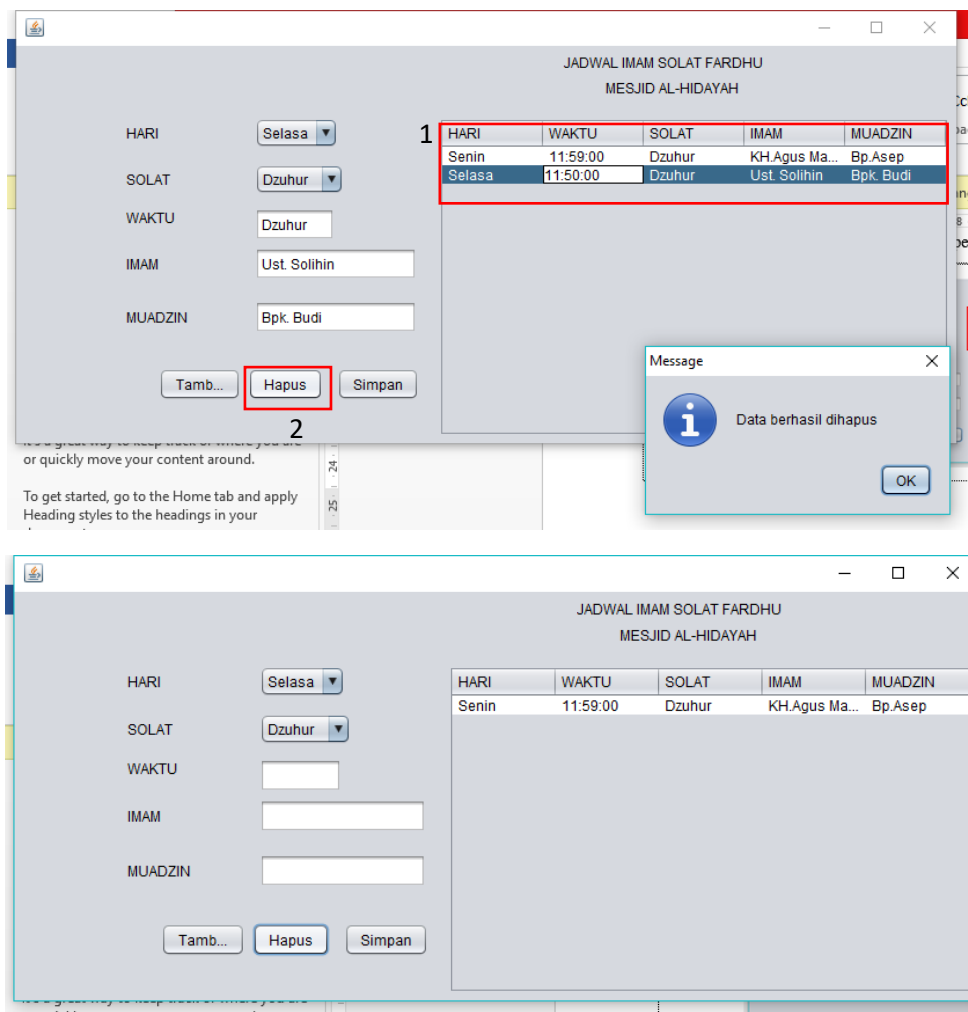 JADWAL IMAM SOLAT FARDHU
MESJID AL-HIDAYAH
HARI Selasa
SOLAT Dzuhur
WAKTU Dzuhur
IMAM Ust. Solihin
MUADZIN Bpk. Budi
Tamb... Hapus Simpan
1
2
HARI WAKTU SOLAT IMAM MUADZIN
Senin 11:59:00 Dzuhur KH.Agus Ma... Bp.Asep
Selasa 11:50:00 Dzuhur Ust. Solihin Bpk. Budi
Message
Data berhasil dihapus
OK
or quickly move your content around.
To get started, go to the Home tab and apply
Heading styles to the headings in your
24
25
8
JADWAL IMAM SOLAT FARDHU
MESJID AL-HIDAYAH
HARI Selasa
SOLAT Dzuhur
WAKTU
IMAM
MUADZIN
Tamb... Hapus Simpan
HARI WAKTU SOLAT IMAM MUADZIN
Senin 11:59:00 Dzuhur KH.Agus Ma... Bp.Asep